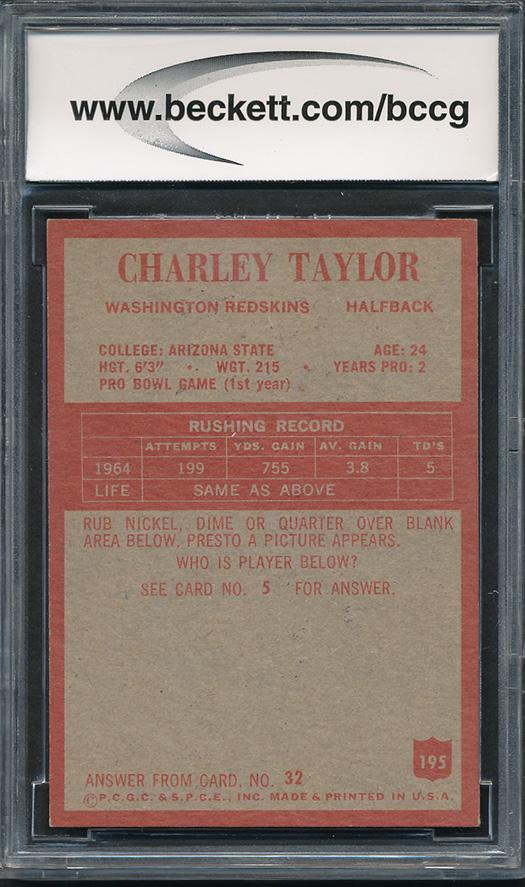 www.beckett.com/bccg
CHARLEY TAYLOR
WASHINGTON REDSKINS HALFBACK
COLLEGE: ARIZONA STATE AGE: 24
HGT. 6'3" • WGT. 215 • YEARS PRO: 2
PRO BOWL GAME (1st year)
RUSHING RECORD
ATTEMPTS YDS. GAIN AV. GAIN TD'S
1964 199 755 3.8 5
LIFE SAME AS ABOVE
RUB NICKEL, DIME OR QUARTER OVER BLANK
AREA BELOW. PRESTO A PICTURE APPEARS.
WHO IS PLAYER BELOW?
SEE CARD NO. 5 FOR ANSWER.
195
ANSWER FROM CARD. NO. 32
©P.C.G.C. & S.P.C.E., INC. MADE & PRINTED IN U.S.A.